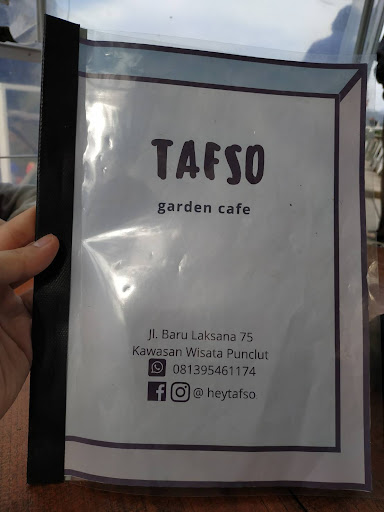 TAFSO
garden cafe
Jl. Baru Laksana 75
Kawasan Wisata Punclut
081395461174
@ heytafso